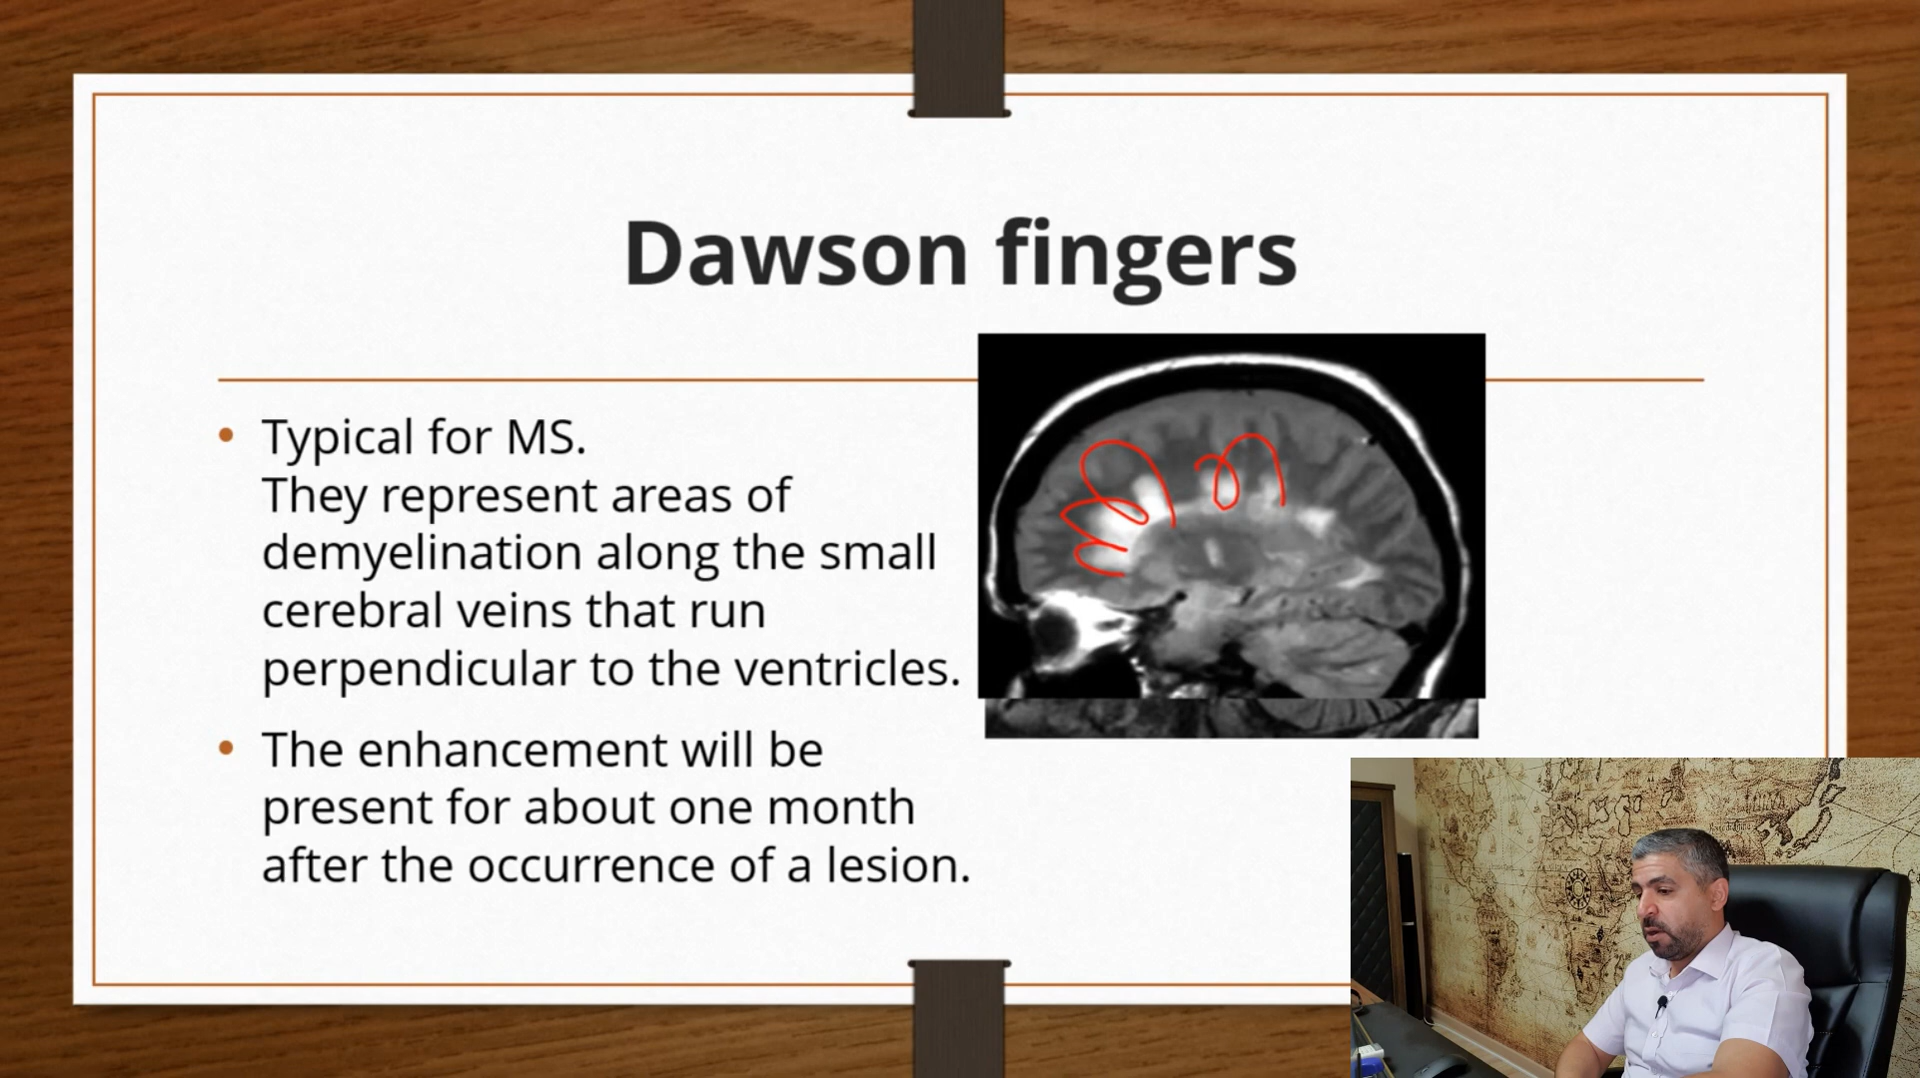 Dawson fingers
• Typical for MS.
They represent areas of
demyelination along the small
cerebral veins that run
perpendicular to the ventricles.
• The enhancement will be
present for about one month
after the occurrence of a lesion.